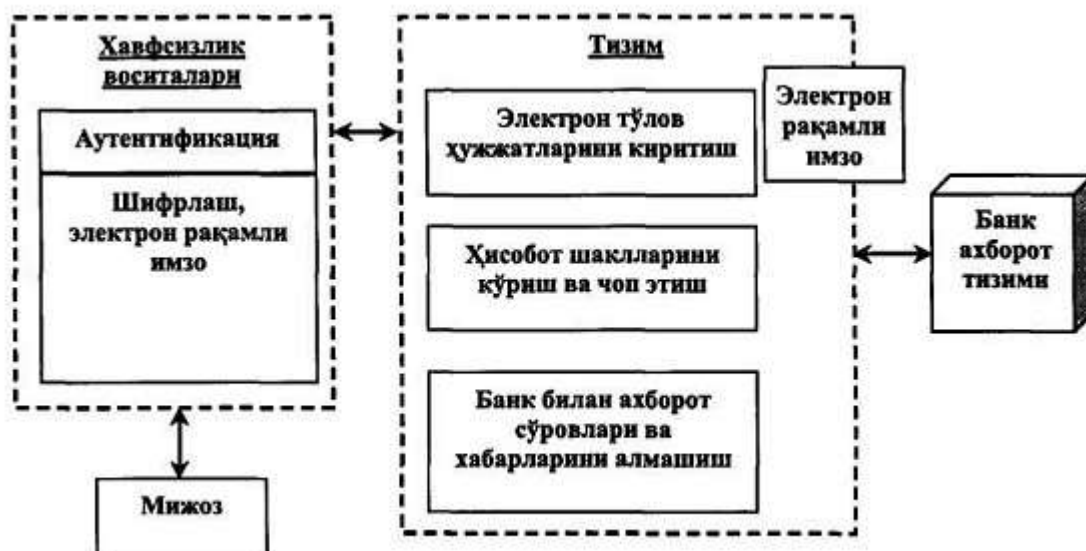 Хавфсизлик
воситалари
Аутентификация
Шифрлаш,
электрон рақамли
имзо
Мижоз
Тизим
Электрон тўлов
ҳужжатларини киритиш
Электрон
рақамли
имзо
Ҳисобот шаклларини
кўриш ва чоп этиш
Банк билан ахборот
сўровлари ва
хабарларини алмашиш
Банк
ахборот
тизими